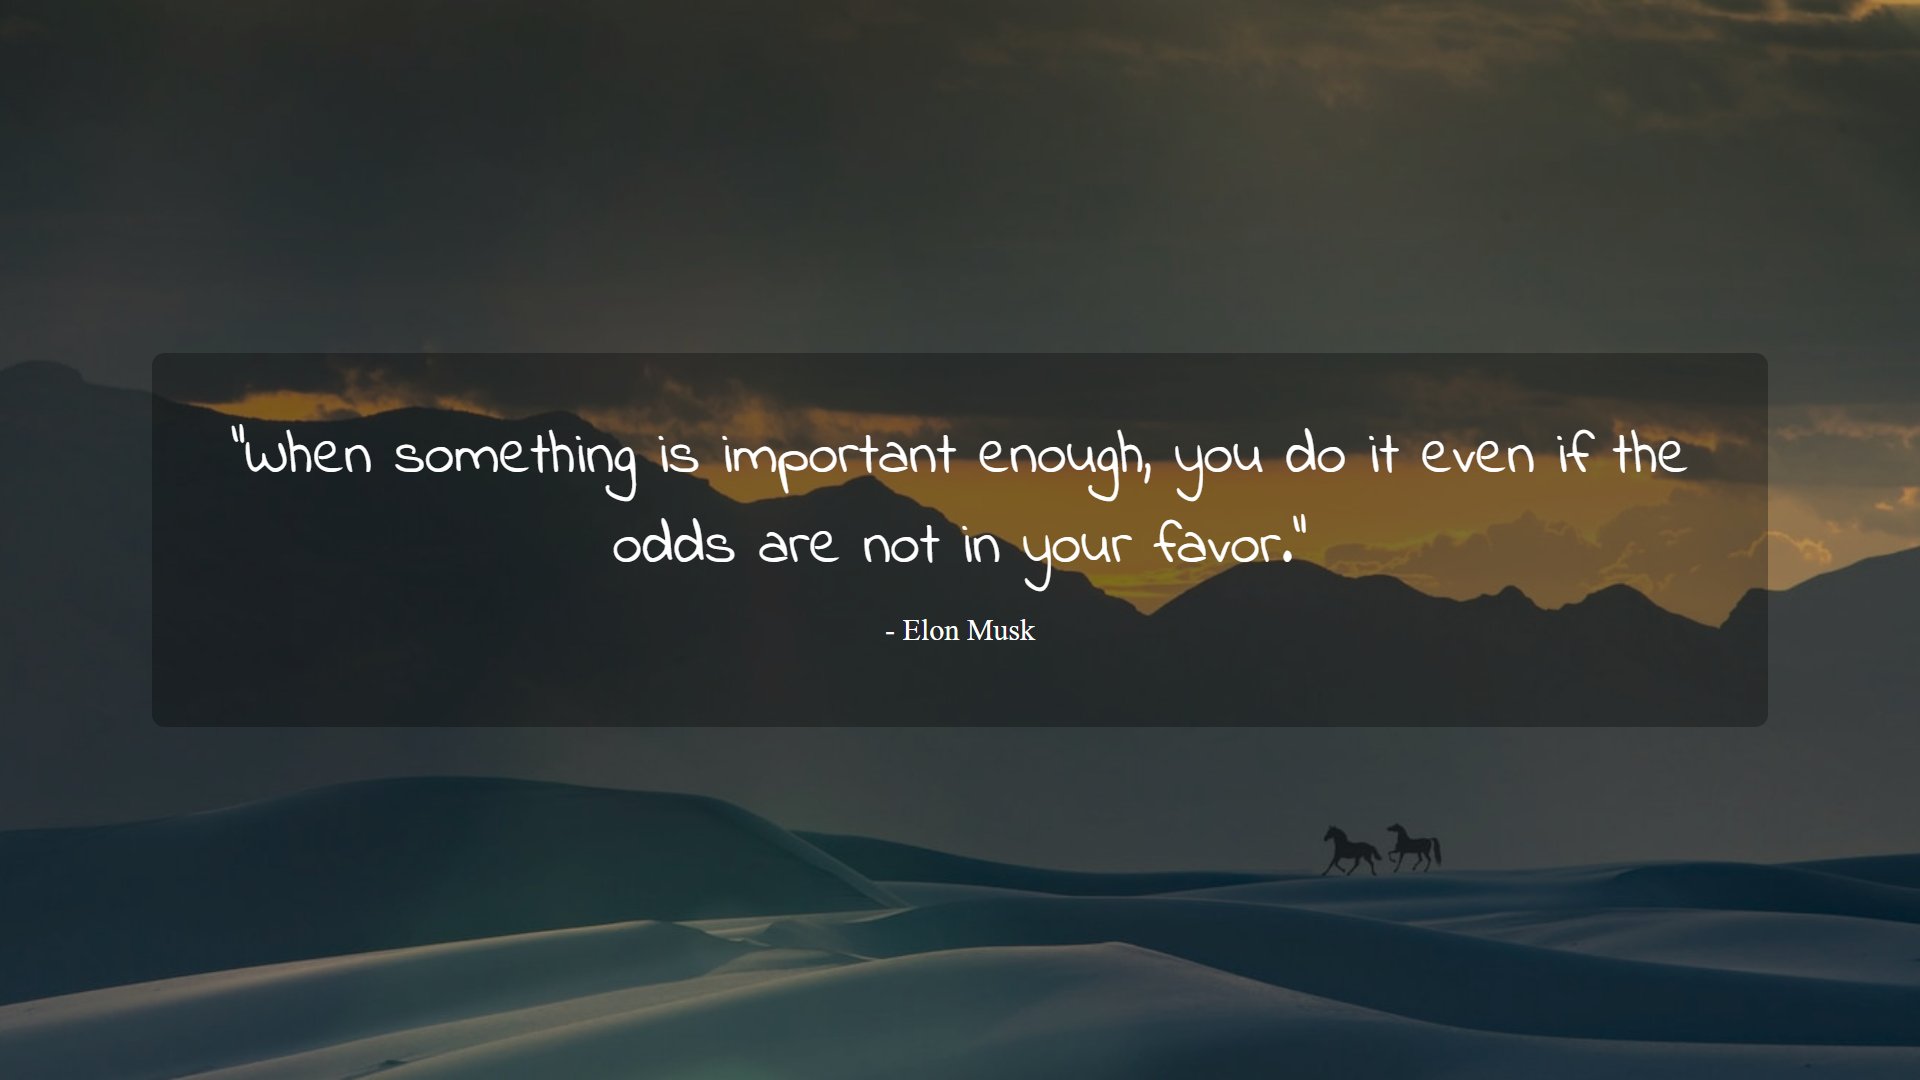 "When something is important enough, you do it even if the
odds are not in your favor."
- Elon Musk